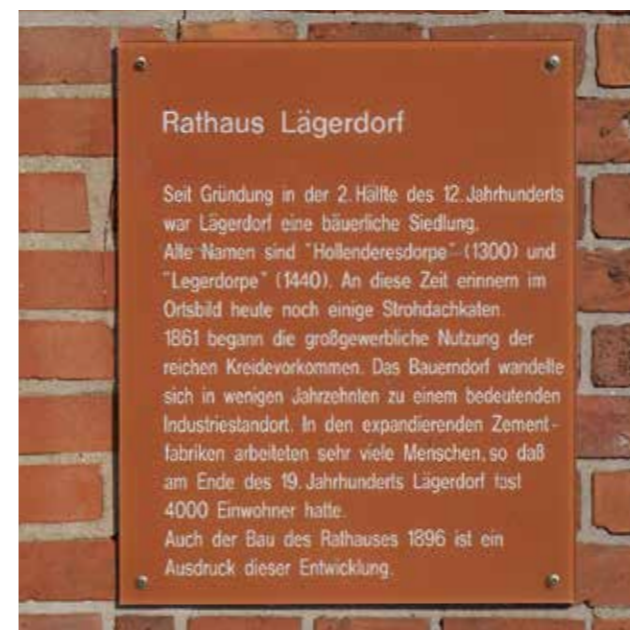 Rathaus Lägerdorf
Seit Gründung in der 2. Hälfte des 12. Jahrhunderts
war Lägerdorf eine bäuerliche Siedlung.
Alte Namen sind "Hollenderesdorpe" (1300) und
"Legerdorpe" (1440). An diese Zeit erinnern im
Ortsbild heute noch einige Strohdachkaten.
1861 begann die großgewerbliche Nutzung der
reichen Kreidevorkommen. Das Bauerndorf wandelte
sich in wenigen Jahrzehnten zu einem bedeutenden
Industriestandort. In den expandierenden Zement-
fabriken arbeiteten sehr viele Menschen, so daß
am Ende des 19. Jahrhunderts Lägerdorf fast
4000 Einwohner hatte.
Auch der Bau des Rathauses 1896 ist ein
Ausdruck dieser Entwicklung.